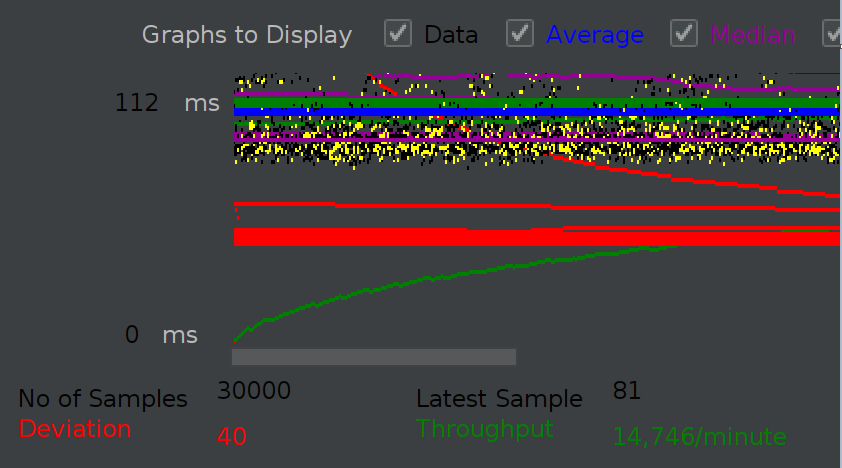 Graphs to Display Data Average Median
112 ms
0 ms
No of Samples 30000 Latest Sample 81
Deviation 40 Throughput 14,746/minute